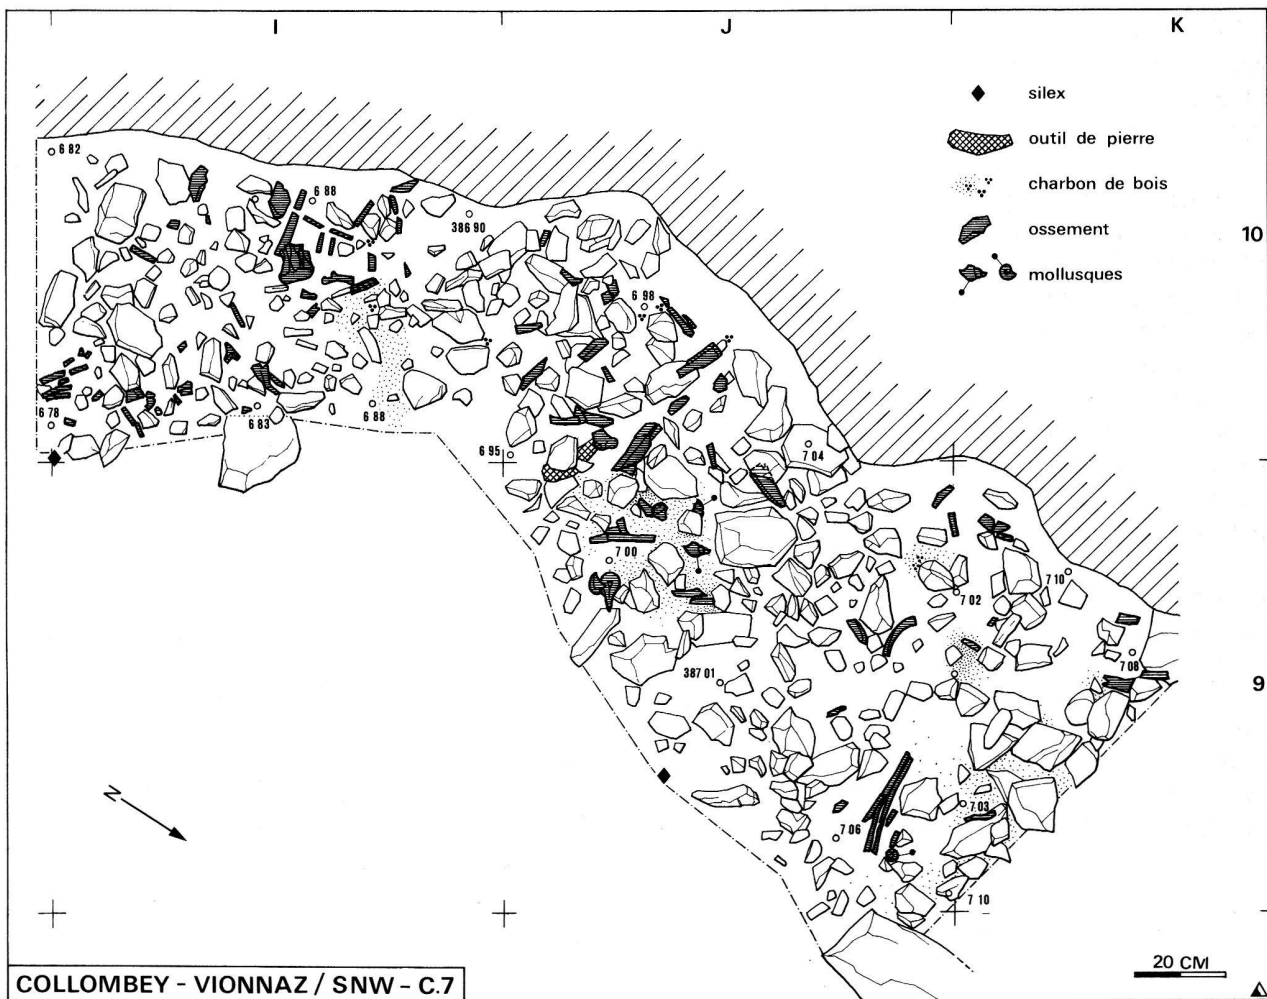 I J K
silex
outil de pierre
charbon de bois
ossement
mollusques
6 82
6 88
386 90
10
6 98
6 78
6 83
6 88
6 95
7 04
7 00
7 02
7 10
7 08
387 01
9
N
7 03
7 06
7 10
20 CM
COLLOMBEY - VIONNAZ / SNW - C.7